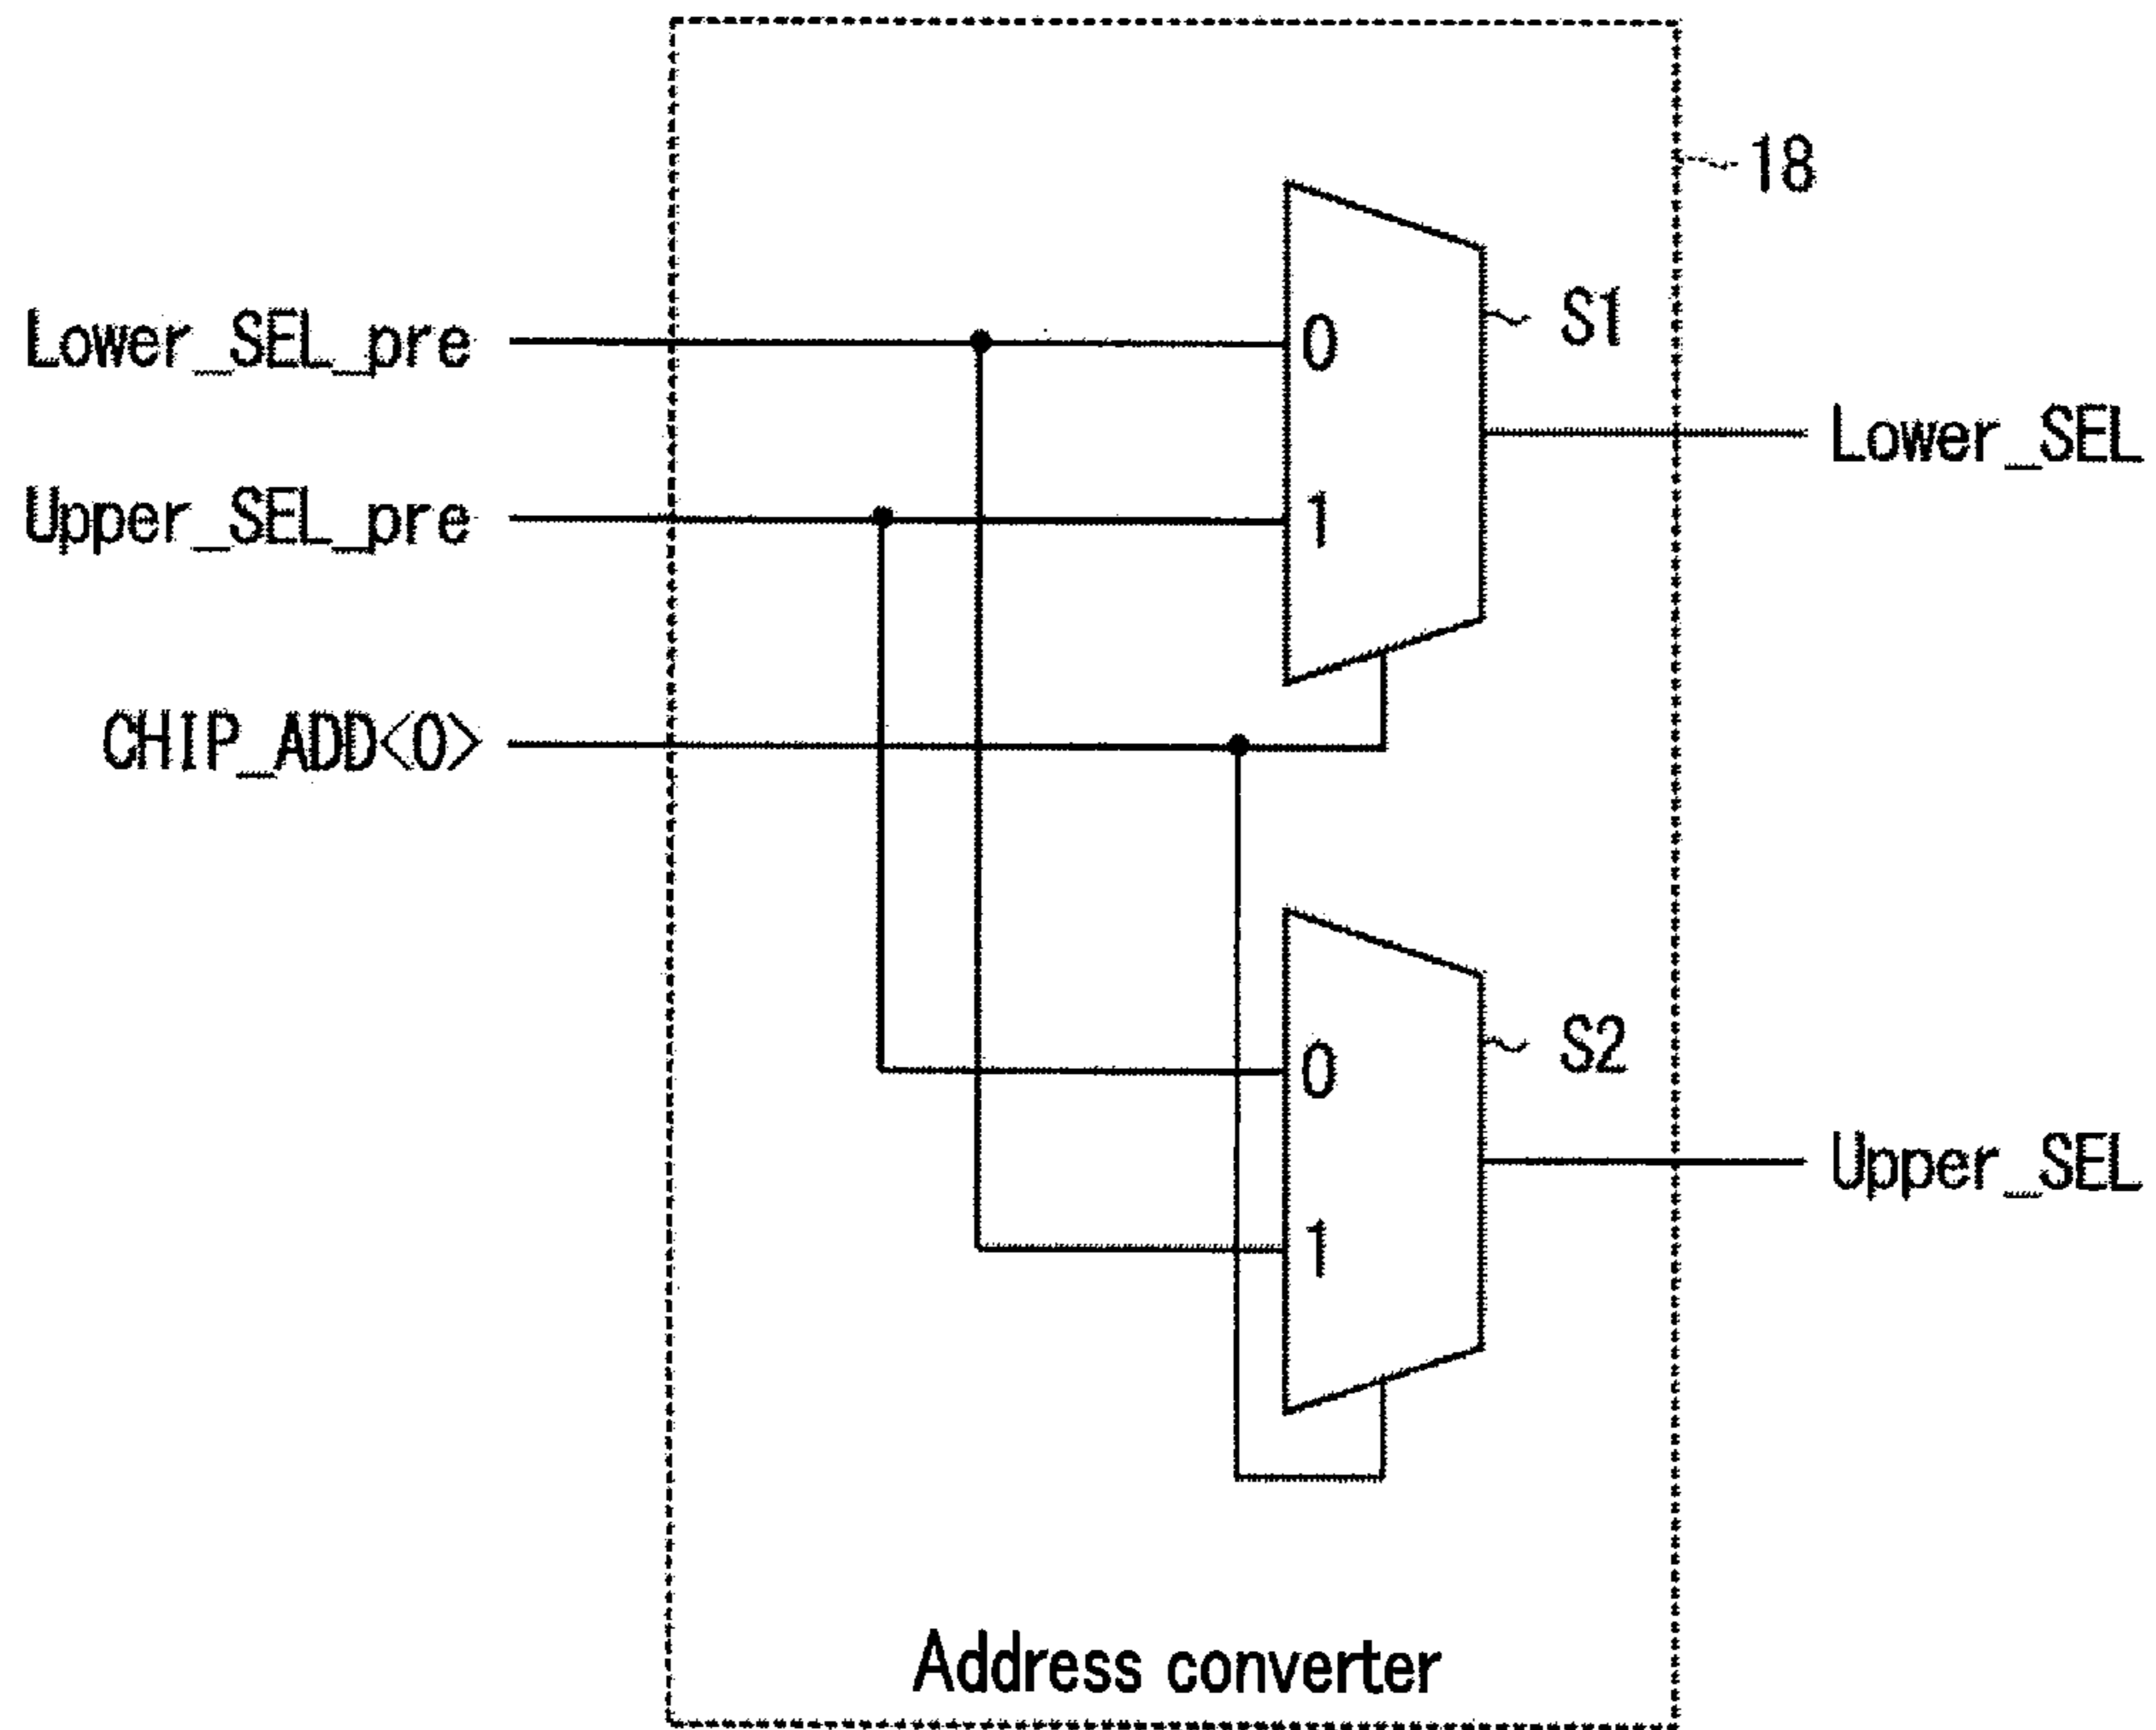 18
S1
Lower_SEL_pre
0
Lower_SEL
Upper_SEL_pre
1
CHIP_ADD<0>
S2
0
Upper_SEL
1
Address converter